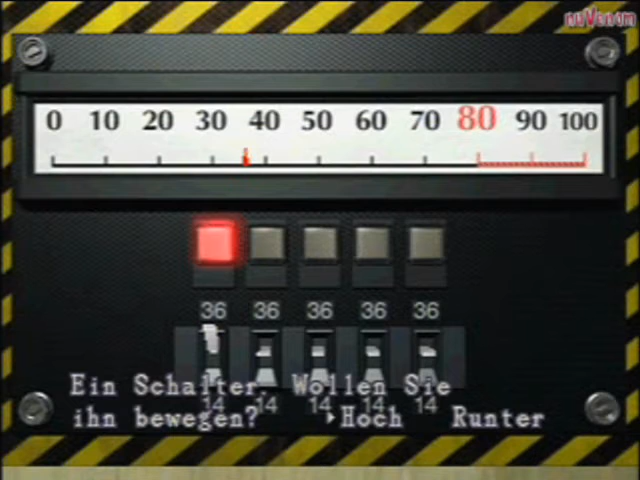 neVenom
0 10 20 30 40 50 60 70 80 90 100
36 36 36 36 36
Ein Schalter. Wollen Sie
14 14 14 14 14
ihn bewegen? ▸Hoch Runter